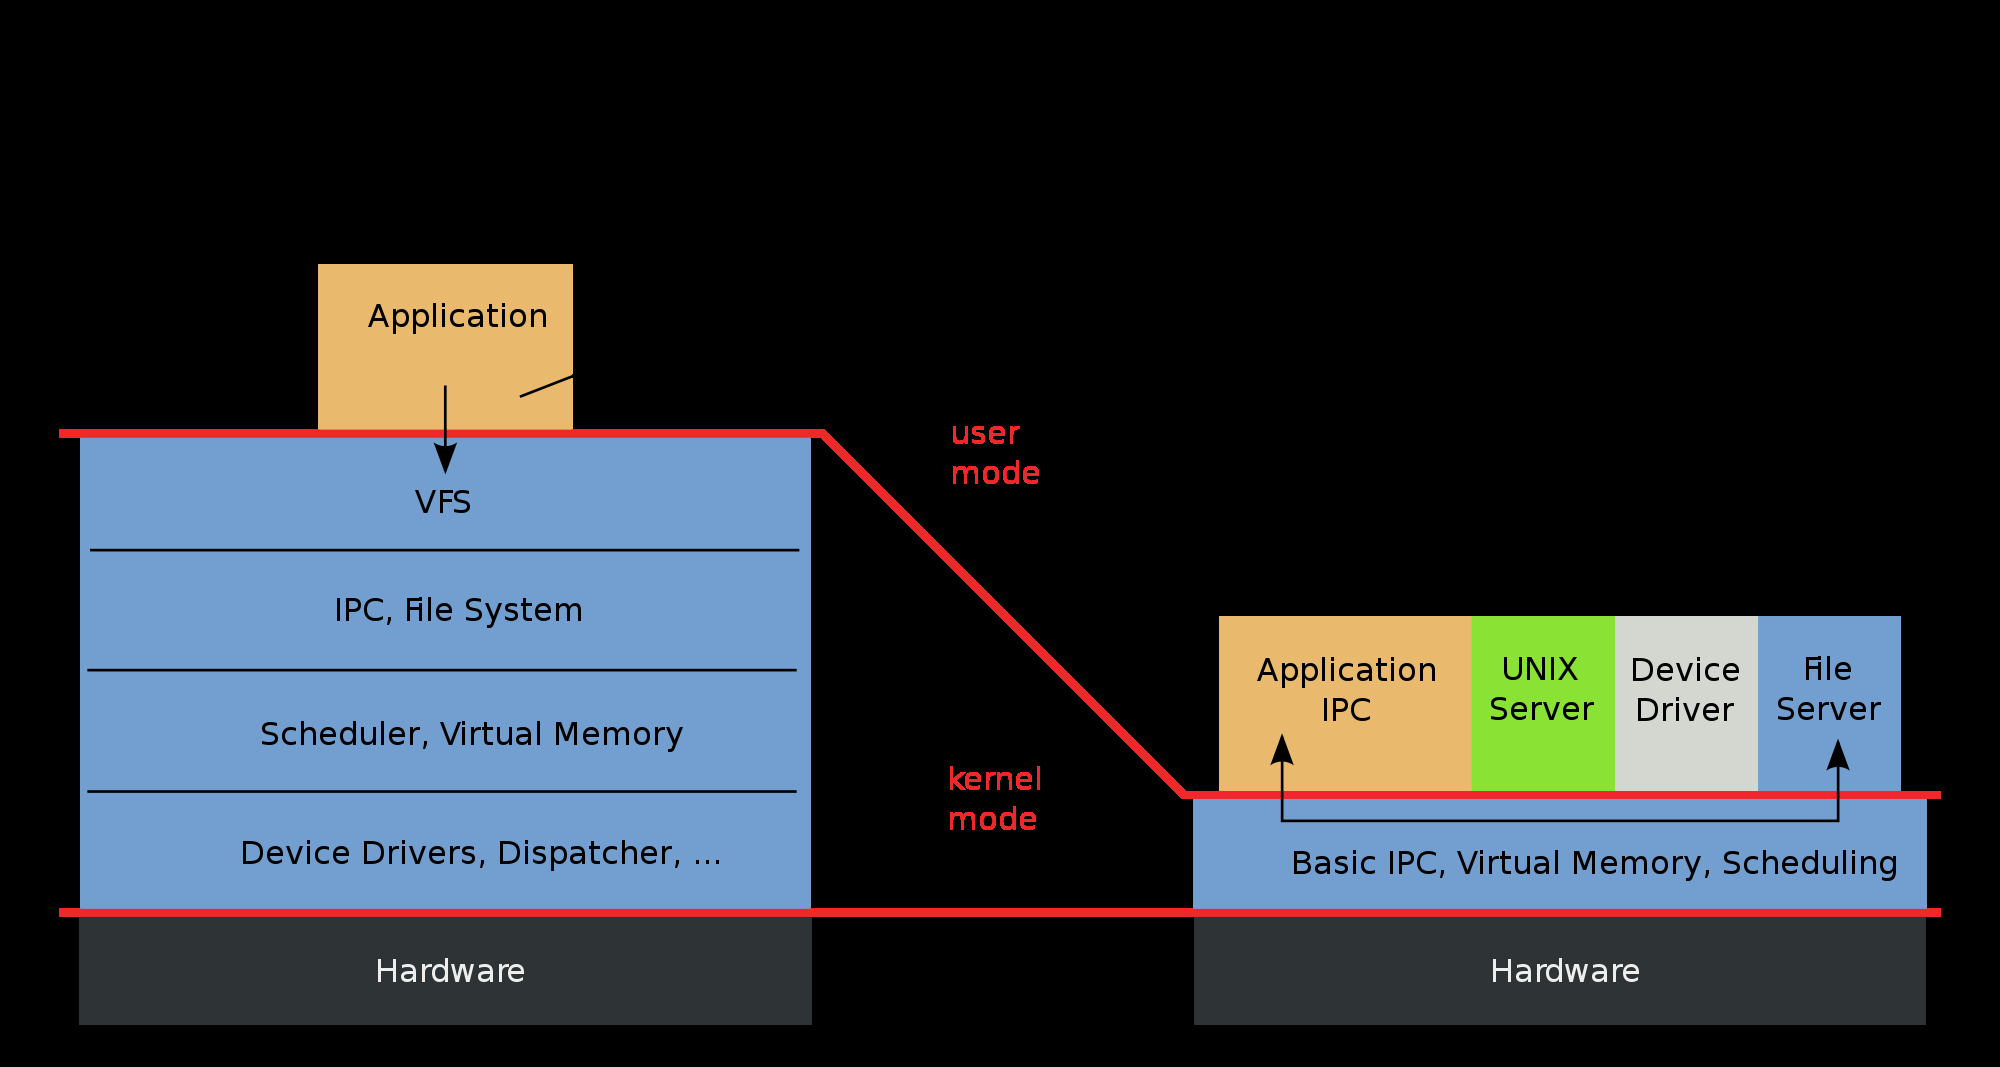 Application
VFS
IPC, File System
Scheduler, Virtual Memory
Device Drivers, Dispatcher, ...
Hardware
user
mode
kernel
mode
Application
IPC
UNIX
Server
Device
Driver
File
Server
Basic IPC, Virtual Memory, Scheduling
Hardware